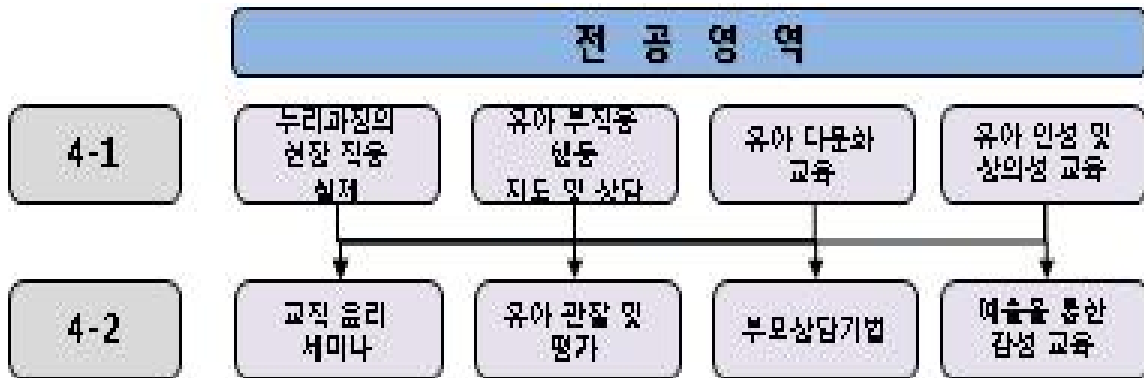 전 공 영 역
4-1
누리과정의
현장 적용
실제
유아 부적응
행동
지도 및 상담
유아 다문화
교육
유아 인성 및
창의성 교육
4-2
교직 윤리
세미나
유아 관찰 및
평가
부모상담기법
예술을 통한
감성 교육